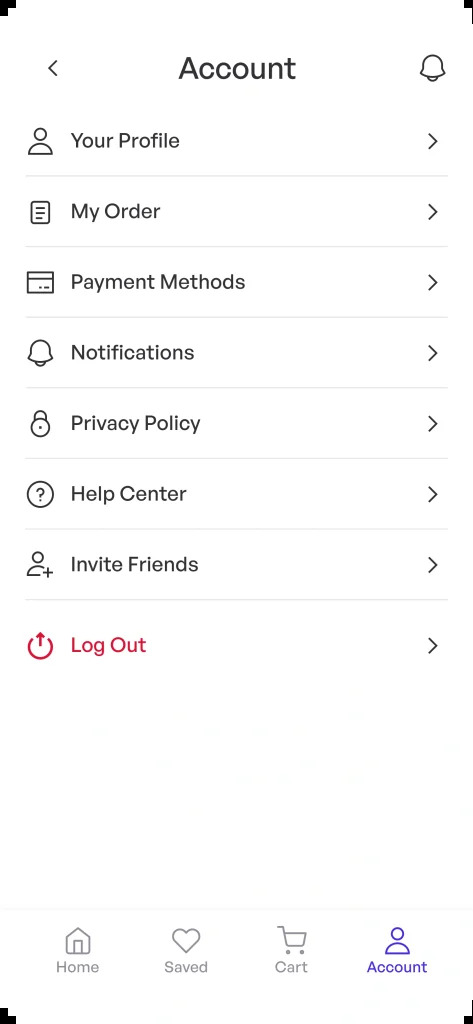 Account
Your Profile
My Order
Payment Methods
Notifications
Privacy Policy
Help Center
Invite Friends
Log Out
Home
Saved
Cart
Account